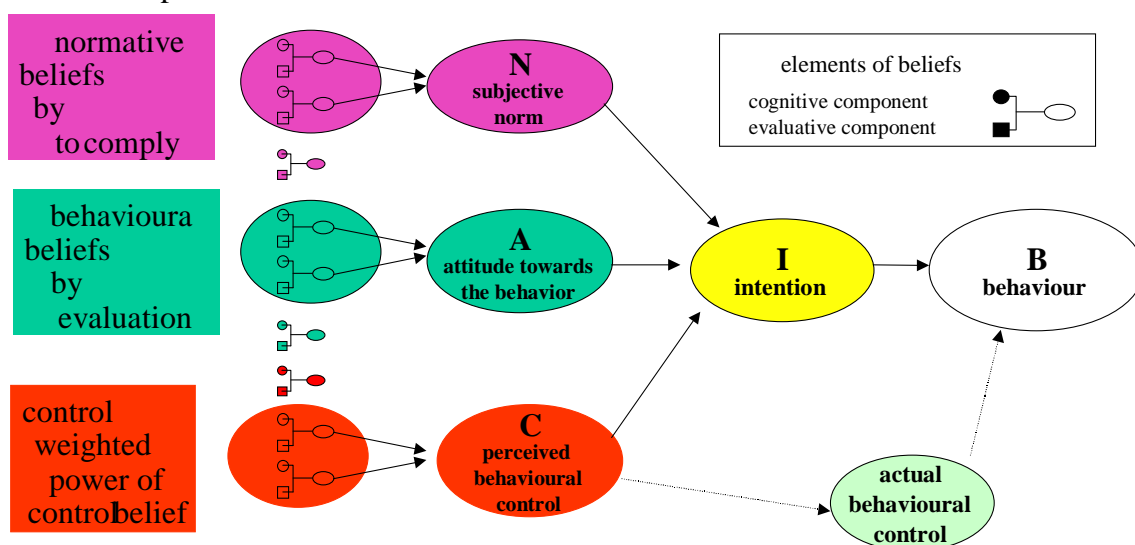 normative
beliefs
by
to comply
N
subjective
norm
elements of beliefs
cognitive component
evaluative component
behavioura
beliefs
by
evaluation
A
attitude towards
the behavior
I
intention
B
behaviour
control
weighted
power of
control belief
C
perceived
behavioural
control
actual
behavioural
control